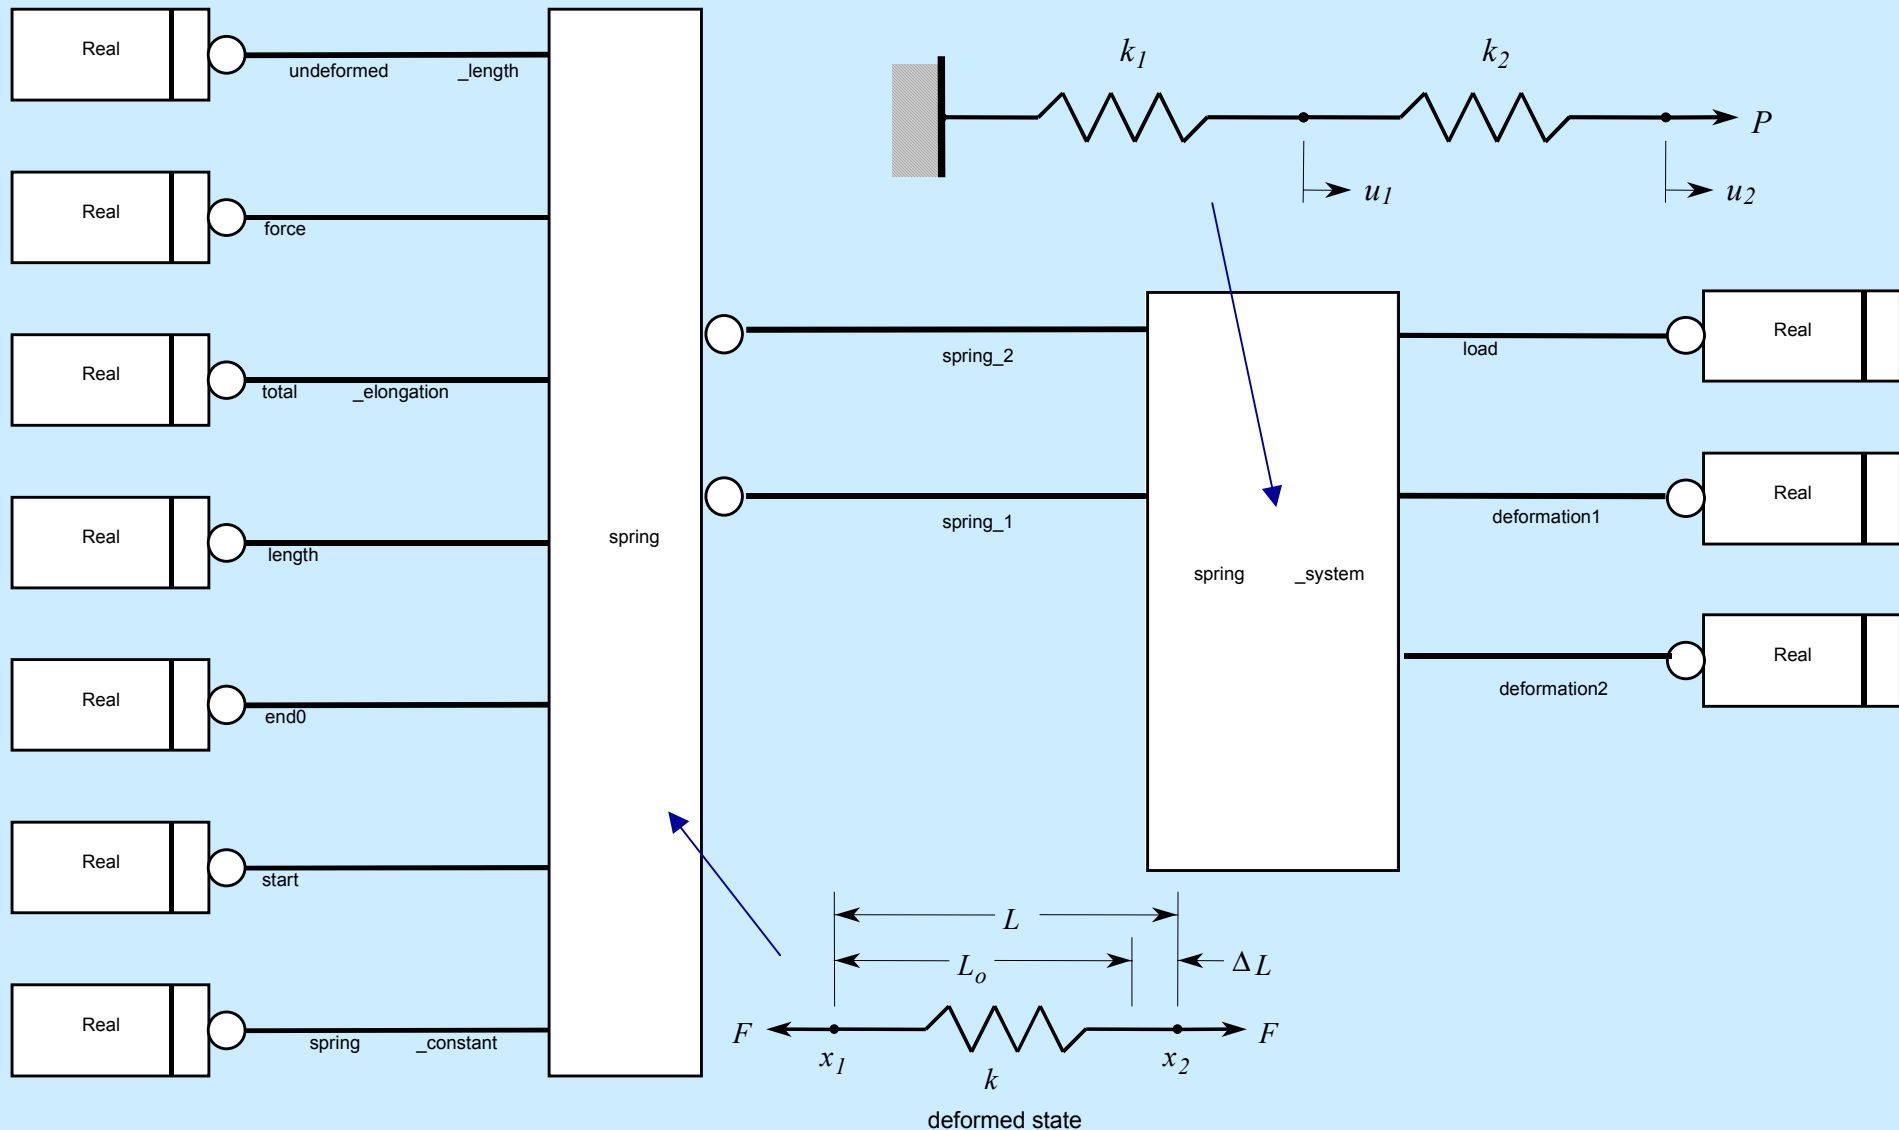 Real
undeformed _length
Real
force
Real
total _elongation
Real
length
Real
end0
Real
start
Real
spring _constant
spring
spring_2
spring_1
k1
k2
P
u1
u2
spring _system
load
Real
deformation1
Real
deformation2
Real
L
Lo
ΔL
F
F
x1
x2
k
deformed state